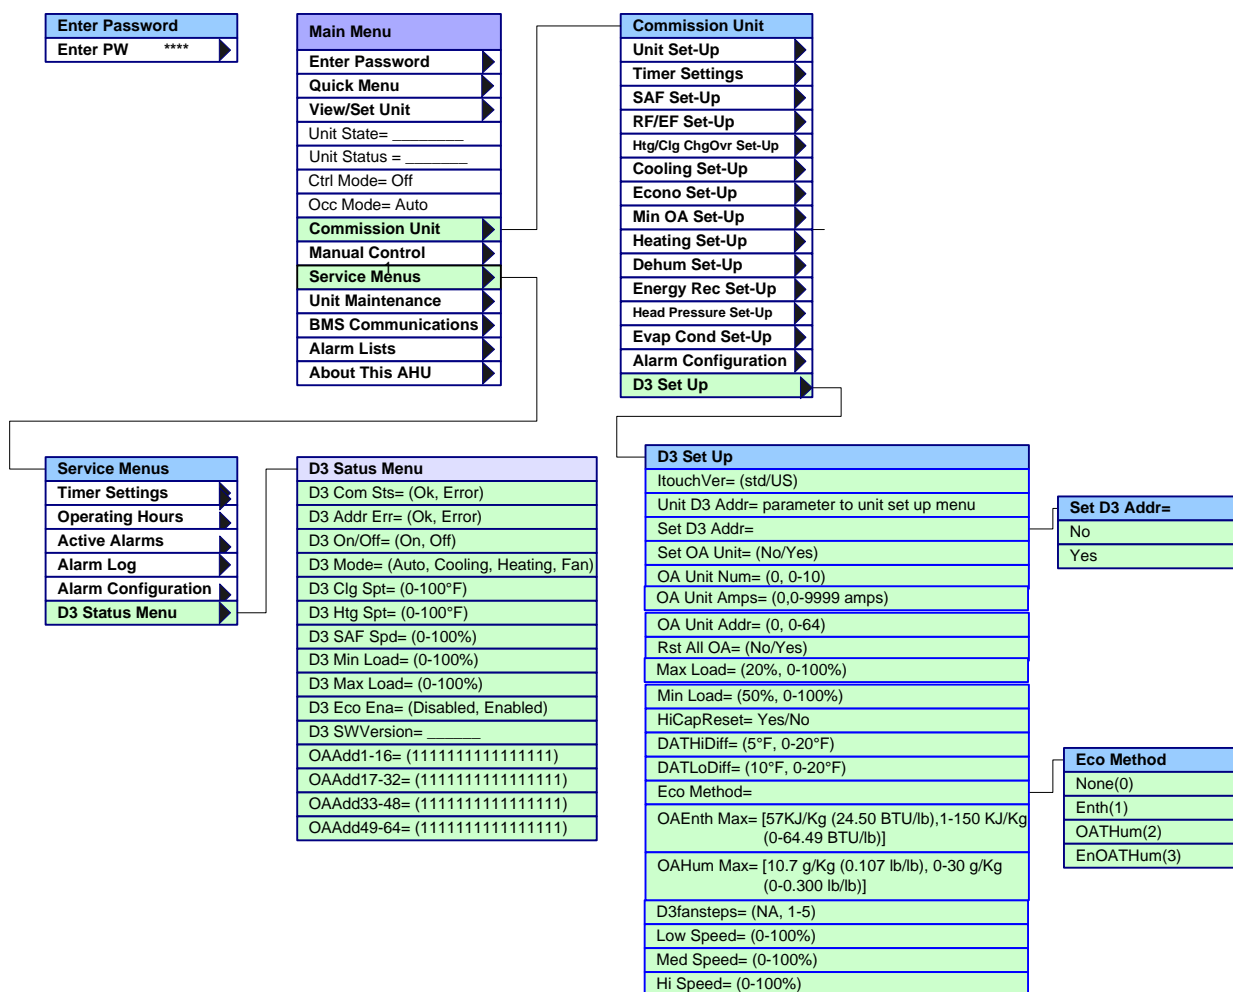 Enter Password
Enter PW ****
Main Menu
Enter Password
Quick Menu
View/Set Unit
Unit State= ________
Unit Status = _______
Ctrl Mode= Off
Occ Mode= Auto
Commission Unit
Manual Control
1
Service Menus
Unit Maintenance
BMS Communications
Alarm Lists
About This AHU
Commission Unit
Unit Set-Up
Timer Settings
SAF Set-Up
RF/EF Set-Up
Htg/Clg ChgOvr Set-Up
Cooling Set-Up
Econo Set-Up
Min OA Set-Up
Heating Set-Up
Dehum Set-Up
Energy Rec Set-Up
Head Pressure Set-Up
Evap Cond Set-Up
Alarm Configuration
D3 Set Up
Service Menus
Timer Settings
Operating Hours
Active Alarms
Alarm Log
Alarm Configuration
D3 Status Menu
D3 Satus Menu
D3 Com Sts= (Ok, Error)
D3 Addr Err= (Ok, Error)
D3 On/Off= (On, Off)
D3 Mode= (Auto, Cooling, Heating, Fan)
D3 Clg Spt= (0-100°F)
D3 Htg Spt= (0-100°F)
D3 SAF Spd= (0-100%)
D3 Min Load= (0-100%)
D3 Max Load= (0-100%)
D3 Eco Ena= (Disabled, Enabled)
D3 SWVersion= ______
OAAdd1-16= (1111111111111111)
OAAdd17-32= (1111111111111111)
OAAdd33-48= (1111111111111111)
OAAdd49-64= (1111111111111111)
D3 Set Up
ItouchVer= (std/US)
Unit D3 Addr= parameter to unit set up menu
Set D3 Addr=
Set OA Unit= (No/Yes)
OA Unit Num= (0, 0-10)
OA Unit Amps= (0,0-9999 amps)
OA Unit Addr= (0, 0-64)
Rst All OA= (No/Yes)
Max Load= (20%, 0-100%)
Min Load= (50%, 0-100%)
HiCapReset= Yes/No
DATHiDiff= (5°F, 0-20°F)
DATLoDiff= (10°F, 0-20°F)
Eco Method=
OAEnth Max= [57KJ/Kg (24.50 BTU/lb),1-150 KJ/Kg
(0-64.49 BTU/lb)]
OAHum Max= [10.7 g/Kg (0.107 lb/lb), 0-30 g/Kg
(0-0.300 lb/lb)]
D3fansteps= (NA, 1-5)
Low Speed= (0-100%)
Med Speed= (0-100%)
Hi Speed= (0-100%)
Set D3 Addr=
No
Yes
Eco Method
None(0)
Enth(1)
OATHum(2)
EnOATHum(3)